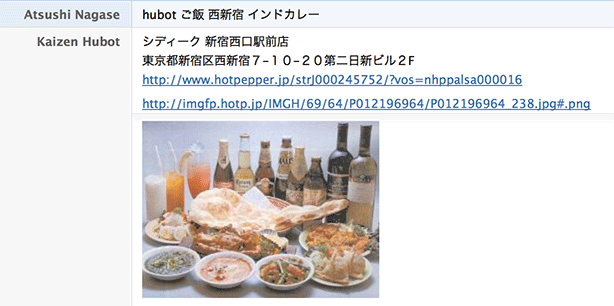 Atsushi Nagase hubot ご飯 西新宿 インドカレー
Kaizen Hubot シディーク 新宿西口駅前店
東京都新宿区西新宿７−１０−２０第二日新ビル２F
http://www.hotpepper.jp/strJ000245752/?vos=nhppalsa000016
http://imgfp.hotp.jp/IMGH/69/64/P012196964/P012196964_238.jpg#.png